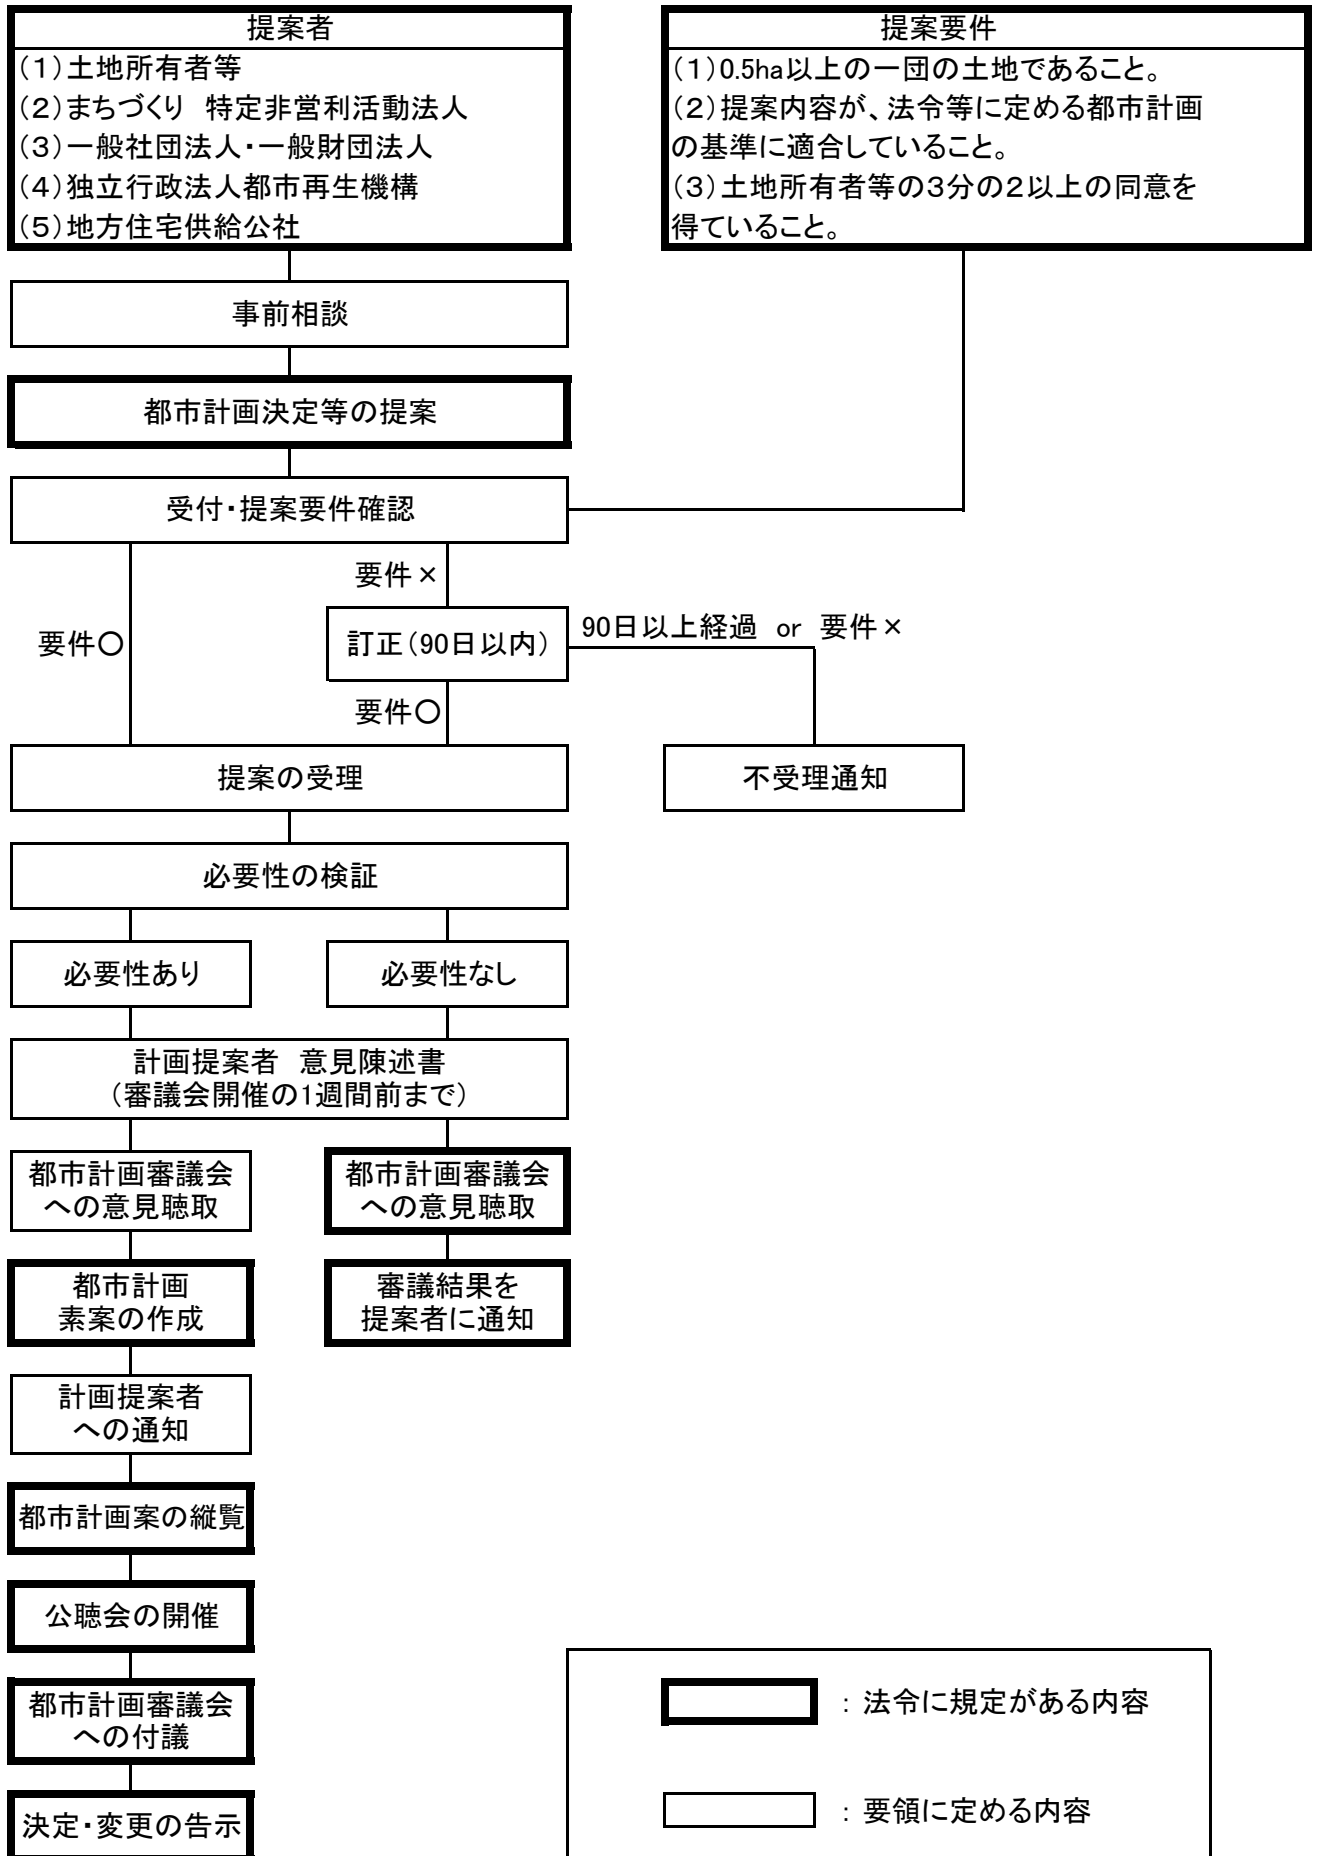 提案者
(1)土地所有者等
(2)まちづくり 特定非営利活動法人
(3)一般社団法人・一般財団法人
(4)独立行政法人都市再生機構
(5)地方住宅供給公社
提案要件
(1)0.5ha以上の一団の土地であること。
(2)提案内容が、法令等に定める都市計画
の基準に適合していること。
(3)土地所有者等の3分の2以上の同意を
得ていること。
事前相談
都市計画決定等の提案
受付・提案要件確認
要件×
要件〇
訂正(90日以内)
90日以上経過 or 要件×
要件〇
提案の受理
不受理通知
必要性の検証
必要性あり
必要性なし
計画提案者 意見陳述書
(審議会開催の1週間前まで)
都市計画審議会
への意見聴取
都市計画審議会
への意見聴取
都市計画
素案の作成
審議結果を
提案者に通知
計画提案者
への通知
都市計画案の縦覧
公聴会の開催
都市計画審議会
への付議
決定・変更の告示
: 法令に規定がある内容
: 要領に定める内容